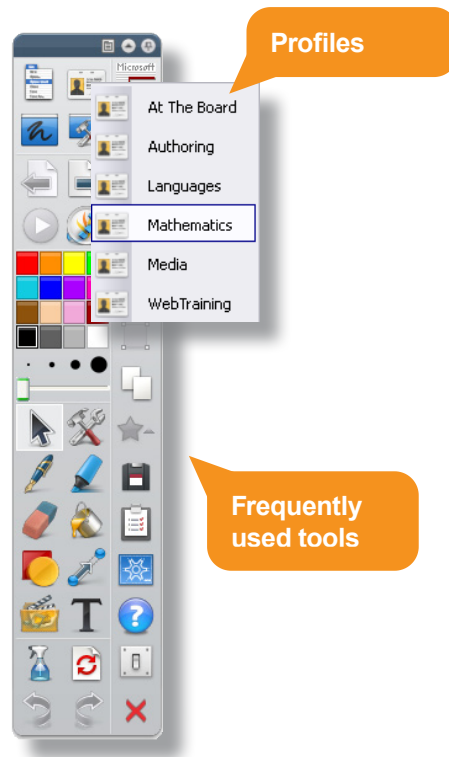 Profiles
Microsoft
At The Board
Authoring
Languages
Mathematics
Media
WebTraining
Frequently
used tools
T
?